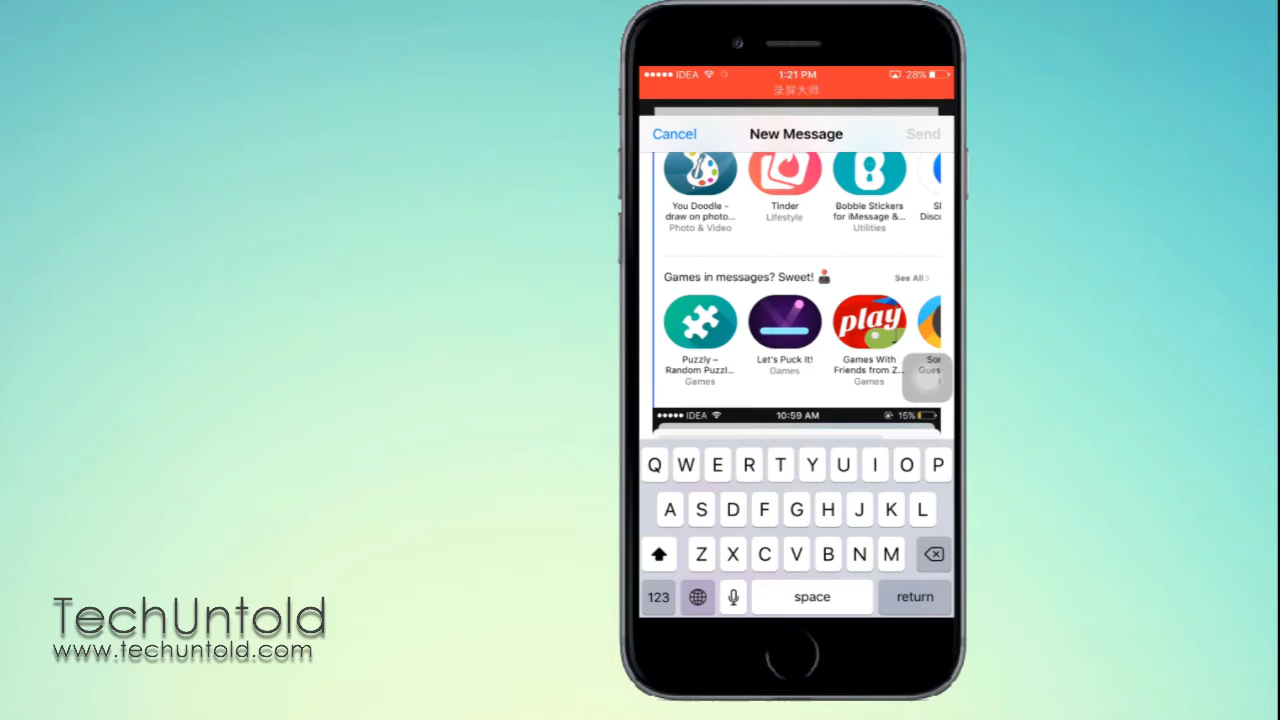 ●●●●● IDEA 1:21 PM 28%
录屏大师
Cancel New Message Send
You Doodle - Tinder Bobble Stickers
draw on photo... Lifestyle for iMessage &...
Photo & Video Utilities
Games in messages? Sweet! See All >
play
Puzzly – Let's Puck It! Games With
Random Puzzl... Games Friends from Z...
Games Games
●●●●● IDEA 10:59 AM 15%
Q W E R T Y U I O P
A S D F G H J K L
Z X C V B N M
123 space return
TechUntold
www.techuntold.com